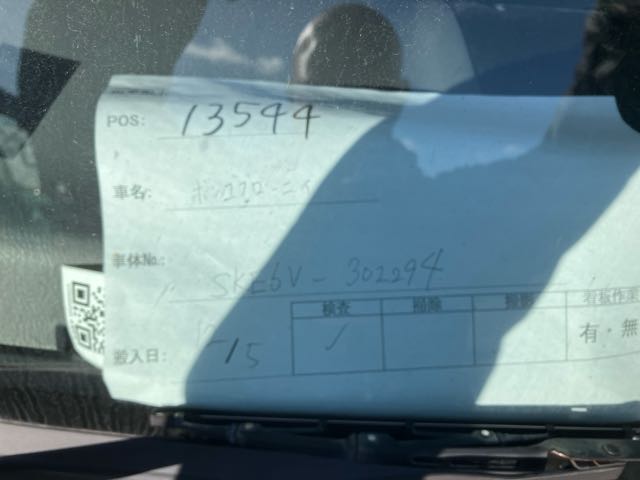 POS: 13544
車名: ボンゴブローニイ
車体No: SKE6V-302294
検査 掃除 撮影 看板作業
✓ 有・無
搬入日: 15